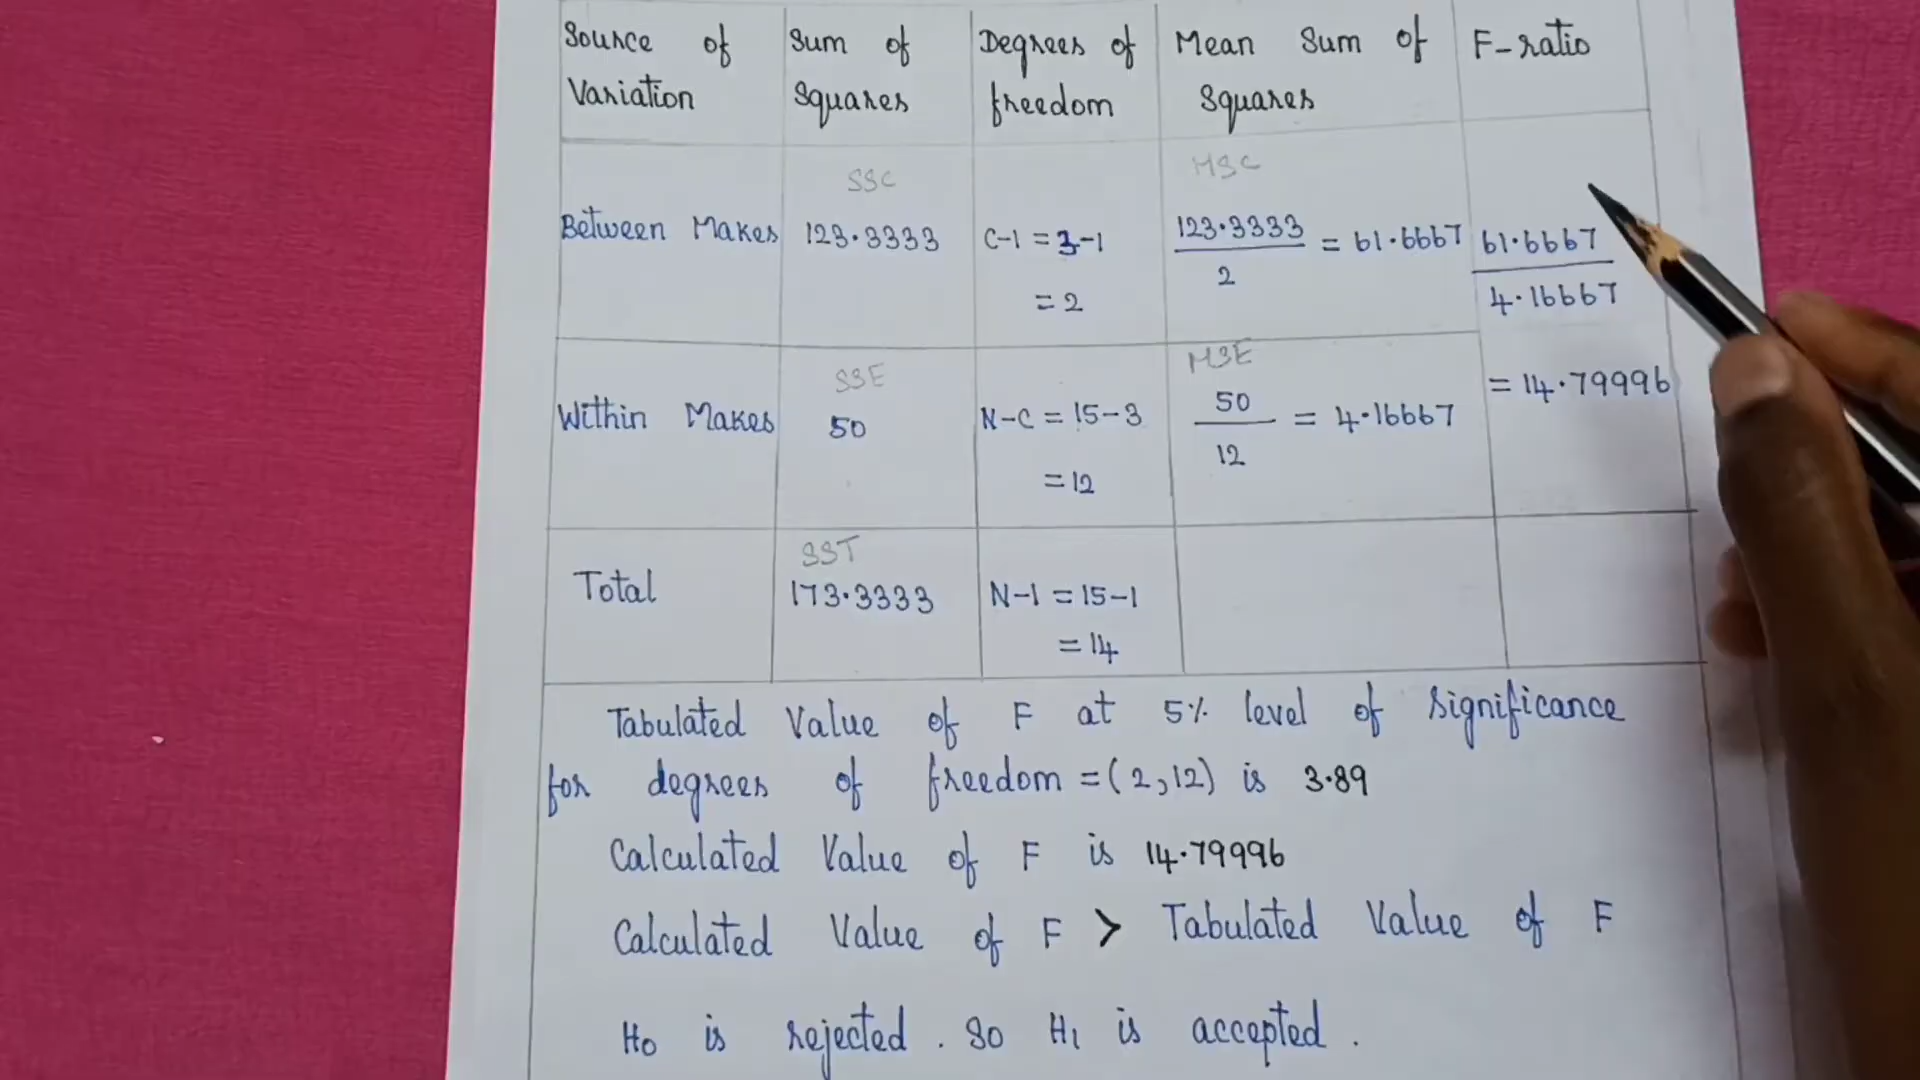 Source of Sum of Degrees of Mean Sum of F-ratio
Variation Squares freedom Squares
SSC MSC
Between Makes 123.3333 C-1 = 3-1 123.3333/2 = 61.6667 61.6667/4.16667
= 2
SSE MSE
= 14.79996
Within Makes 50 N-C = 15-3 50/12 = 4.16667
= 12
SST
Total 173.3333 N-1 = 15-1
= 14
Tabulated Value of F at 5% level of significance
for degrees of freedom = (2,12) is 3.89
Calculated Value of F is 14.79996
Calculated Value of F > Tabulated Value of F
H0 is rejected. So H1 is accepted.